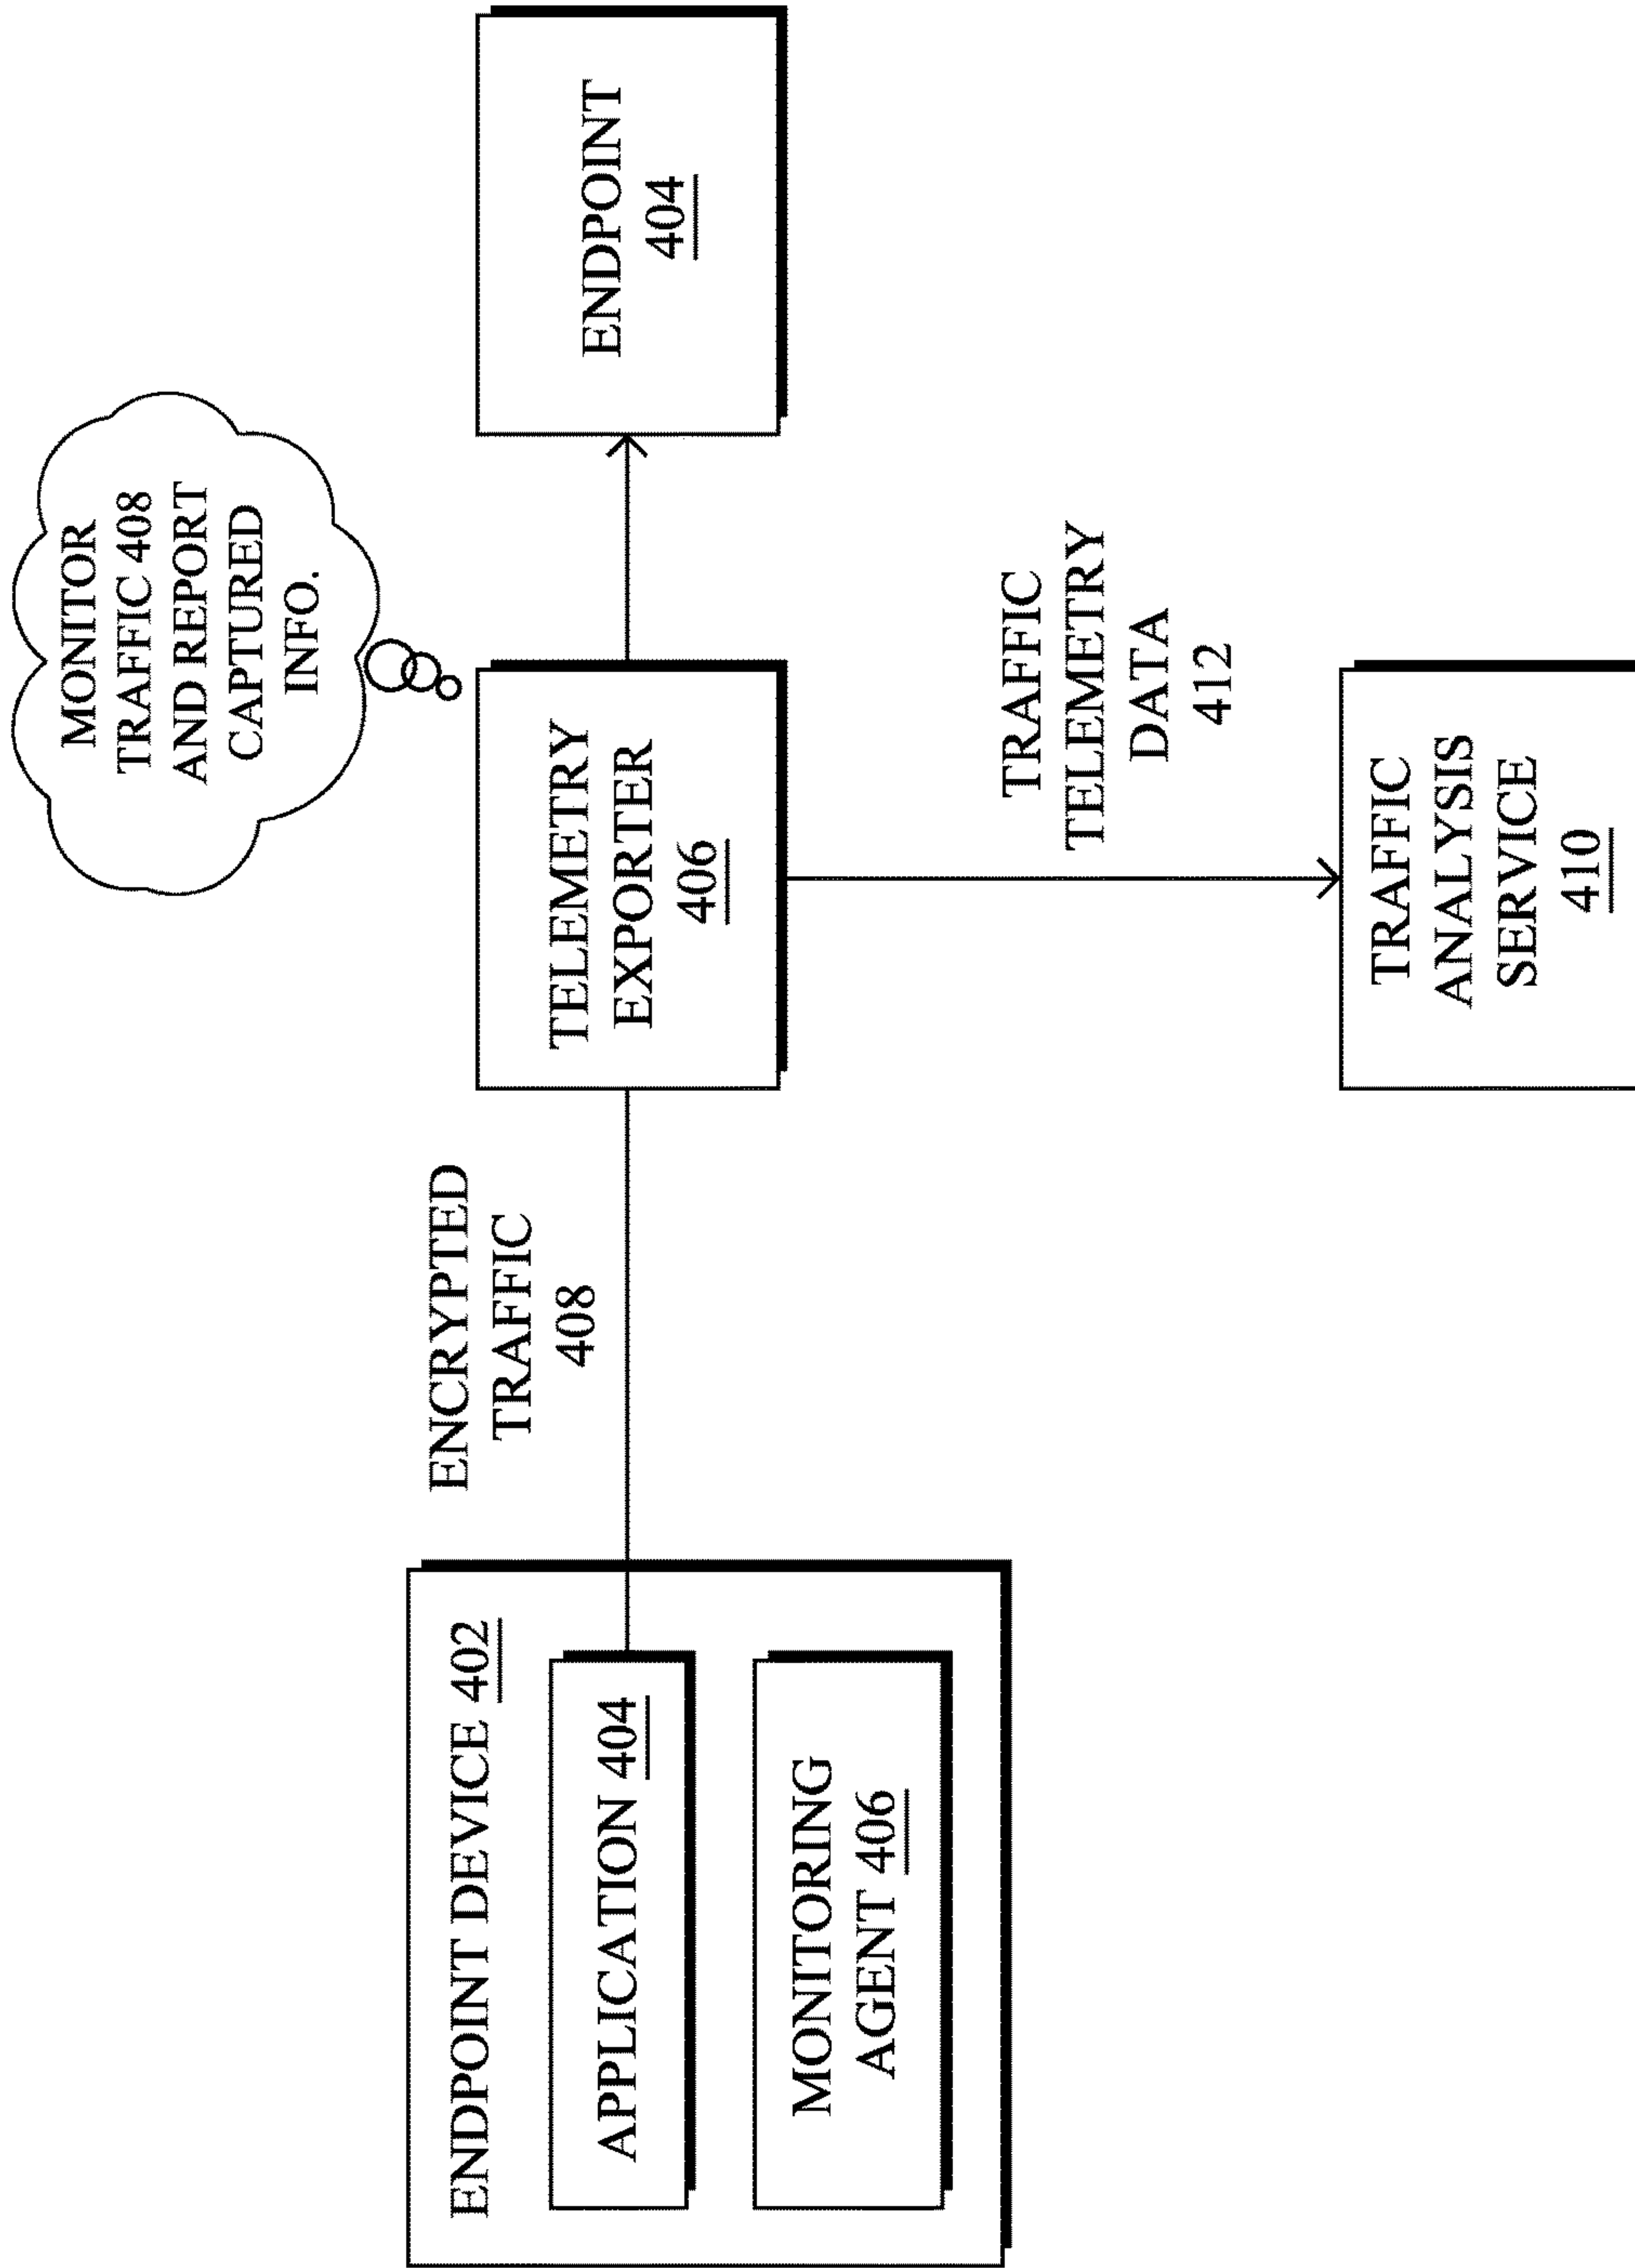 MONITOR
TRAFFIC 408
AND REPORT
CAPTURED
INFO.
ENDPOINT DEVICE 402
APPLICATION 404
MONITORING
AGENT 406
ENCRYPTED
TRAFFIC
408
TELEMETRY
EXPORTER
406
ENDPOINT
404
TRAFFIC
TELEMETRY
DATA
412
TRAFFIC
ANALYSIS
SERVICE
410